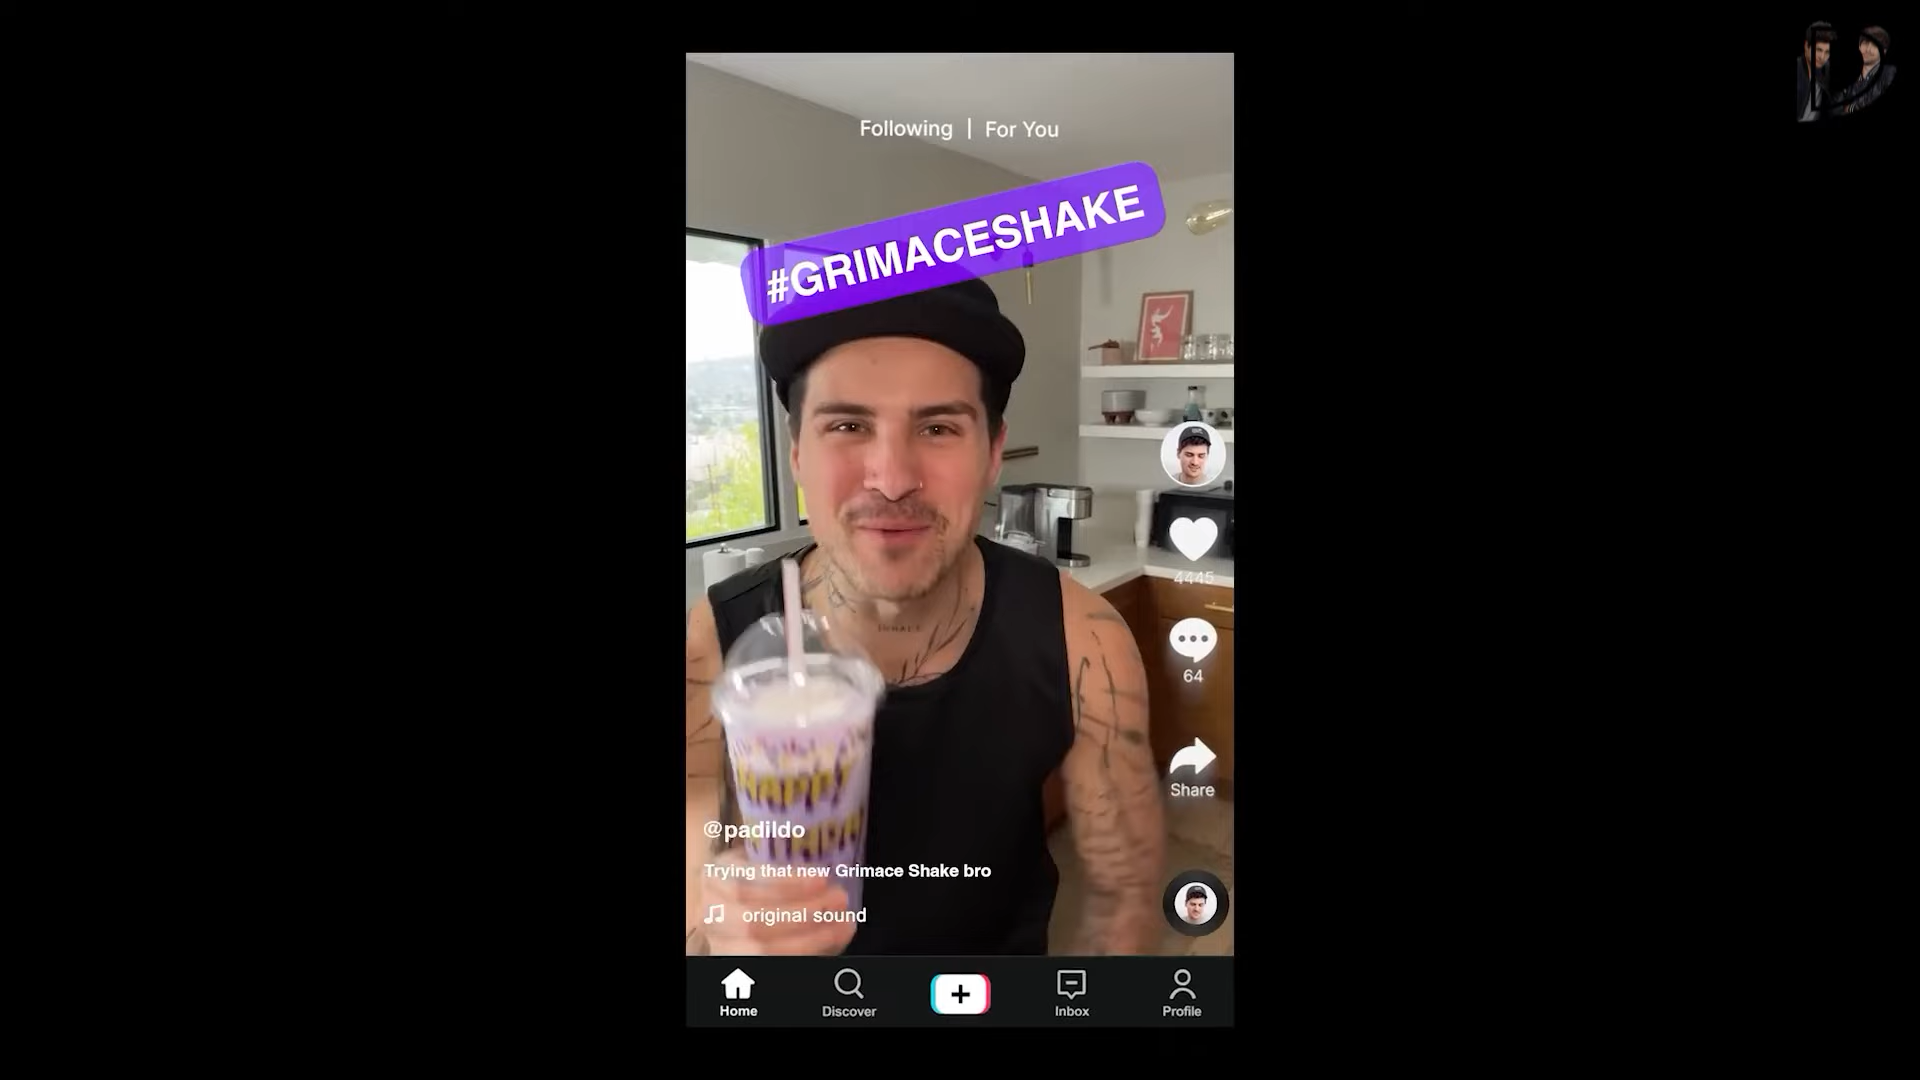 Following | For You
#GRIMACESHAKE
4445
64
Share
HAPPY
@padildo
Trying that new Grimace Shake bro
original sound
Home
Discover
Inbox
Profile